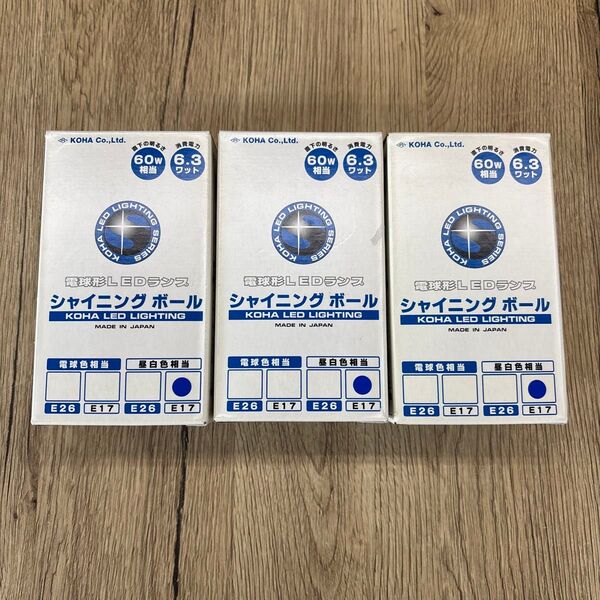 KOHA Co.,Ltd.
直下の明るさ
60W
相当
消費電力
6.3
ワット
KOHA LED LIGHTING SERIES
電球形LEDランプ
シャイニング ボール
KOHA LED LIGHTING
MADE IN JAPAN
電球色相当
昼白色相当
E26
E17
E26
E17
KOHA Co.,Ltd.
直下の明るさ
60W
相当
消費電力
6.3
ワット
KOHA LED LIGHTING SERIES
電球形LEDランプ
シャイニング ボール
KOHA LED LIGHTING
MADE IN JAPAN
電球色相当
昼白色相当
E26
E17
E26
E17
KOHA Co.,Ltd.
直下の明るさ
60W
相当
消費電力
6.3
ワット
KOHA LED LIGHTING SERIES
電球形LEDランプ
シャイニング ボール
KOHA LED LIGHTING
MADE IN JAPAN
電球色相当
昼白色相当
E26
E17
E26
E17